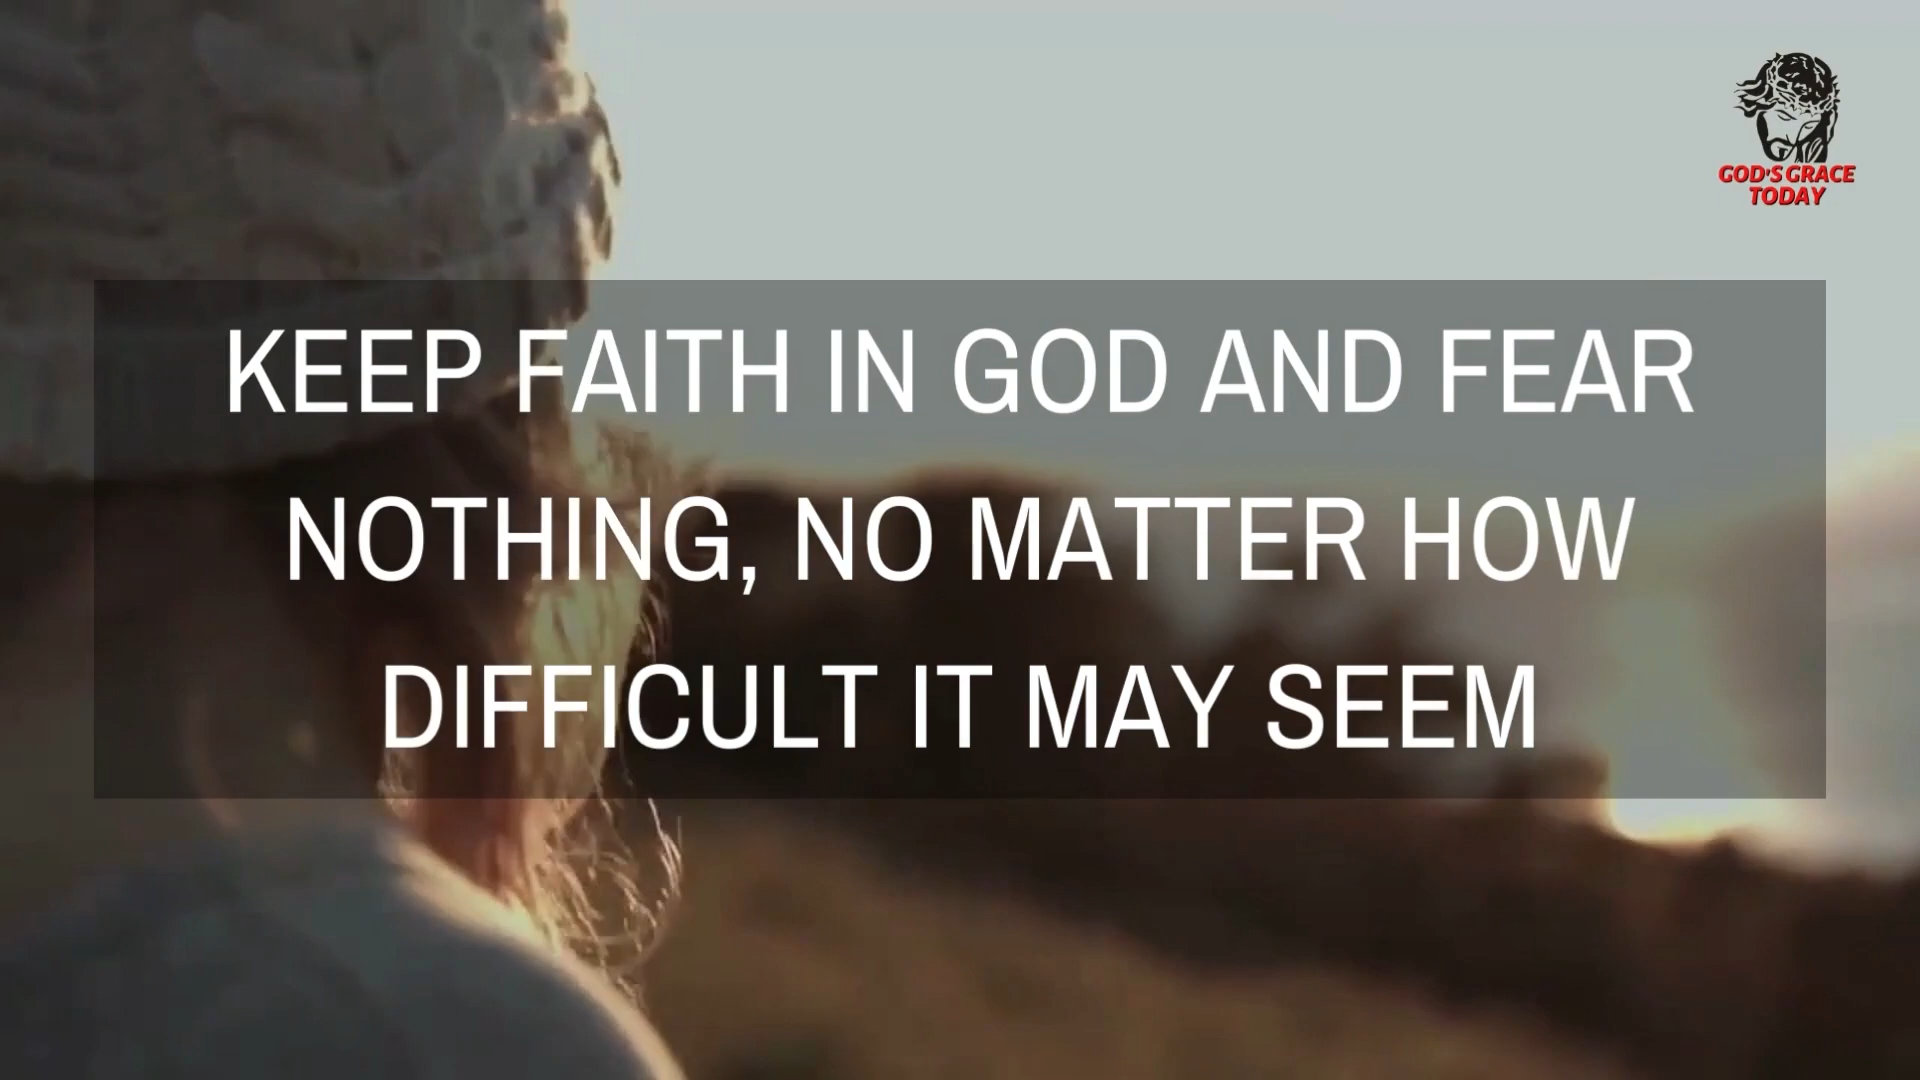 GOD'S GRACE
TODAY
KEEP FAITH IN GOD AND FEAR
NOTHING, NO MATTER HOW
DIFFICULT IT MAY SEEM